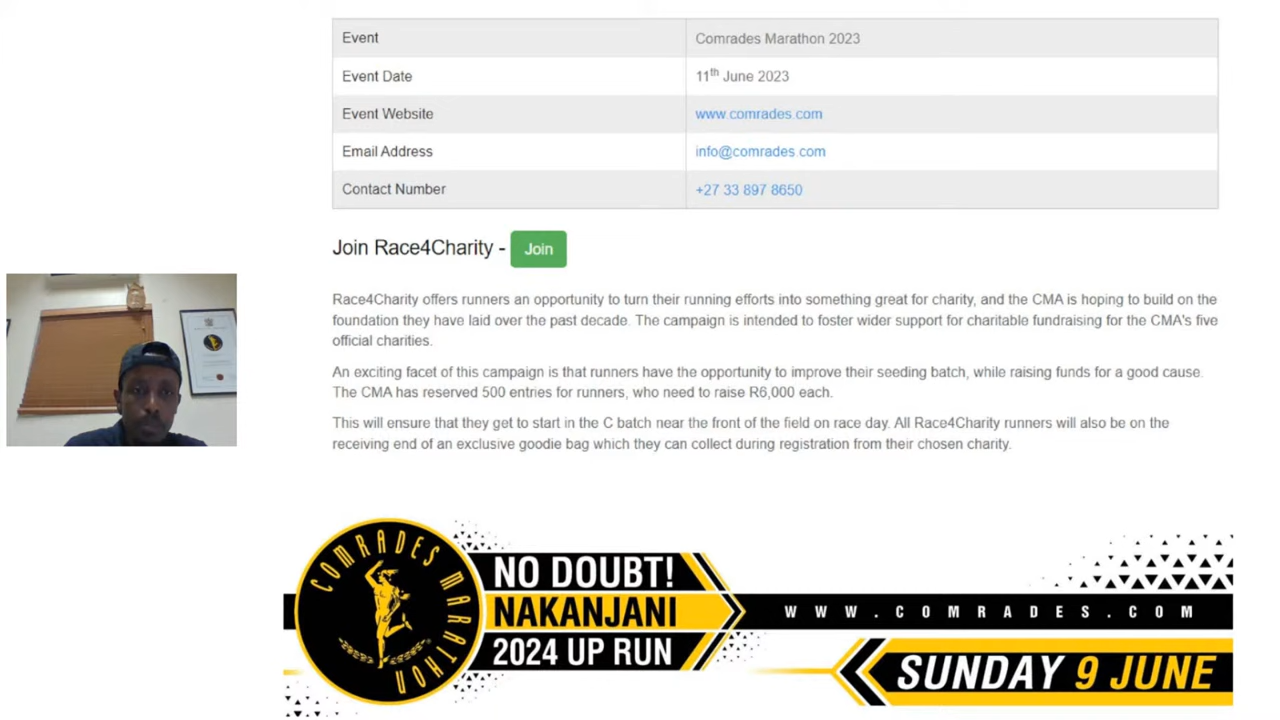 Event
Comrades Marathon 2023
Event Date
11th June 2023
Event Website
www.comrades.com
Email Address
info@comrades.com
Contact Number
+27 33 897 8650
Join Race4Charity - Join
Race4Charity offers runners an opportunity to turn their running efforts into something great for charity, and the CMA is hoping to build on the
foundation they have laid over the past decade. The campaign is intended to foster wider support for charitable fundraising for the CMA's five
official charities.
An exciting facet of this campaign is that runners have the opportunity to improve their seeding batch, while raising funds for a good cause.
The CMA has reserved 500 entries for runners, who need to raise R6,000 each.
This will ensure that they get to start in the C batch near the front of the field on race day. All Race4Charity runners will also be on the
receiving end of an exclusive goodie bag which they can collect during registration from their chosen charity.
COMRADES MARATHON
NO DOUBT!
NAKANJANI
2024 UP RUN
WWW.COMRADES.COM
SUNDAY 9 JUNE